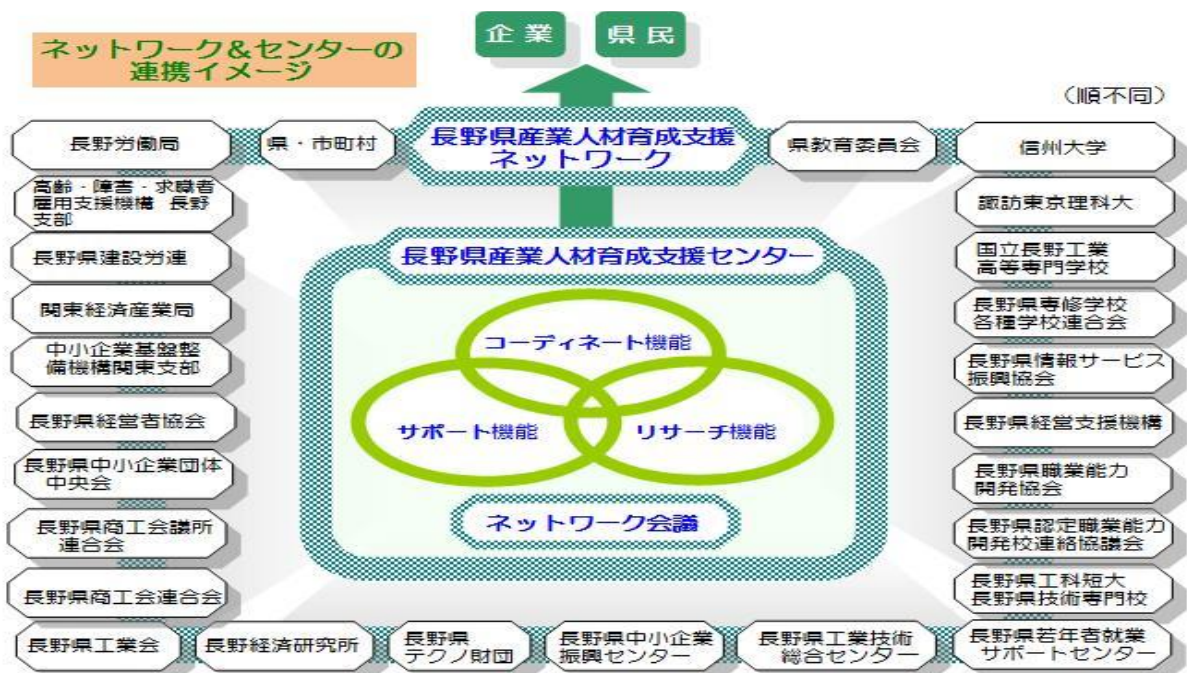 企業
県民
ネットワーク&センターの
連携イメージ
（順不同）
長野労働局
県・市町村
長野県産業人材育成支援
ネットワーク
県教育委員会
信州大学
高齢・障害・求職者
雇用支援機構 長野
支部
長野県建設労連
関東経済産業局
中小企業基盤整
備機構関東支部
長野県経営者協会
長野県中小企業団体
中央会
長野県商工会議所
連合会
長野県商工会連合会
長野県産業人材育成支援センター
コーディネート機能
サポート機能
リサーチ機能
ネットワーク会議
諏訪東京理科大
国立長野工業
高等専門学校
長野県専修学校
各種学校連合会
長野県情報サービス
振興協会
長野県経営支援機構
長野県職業能力
開発協会
長野県認定職業能力
開発校連絡協議会
長野県工科短大
長野県技術専門校
長野県工業会
長野経済研究所
長野県
テクノ財団
長野県中小企業
振興センター
長野県工業技術
総合センター
長野県若年者就業
サポートセンター